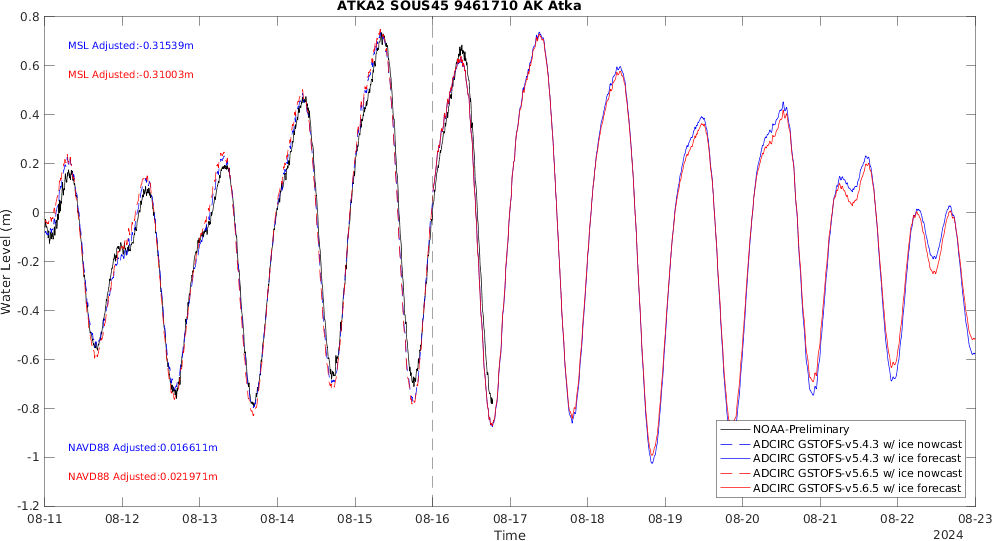 ATKA2 SOUS45 9461710 AK Atka
0.8
0.6
0.4
0.2
0
-0.2
-0.4
-0.6
-0.8
-1
-1.2
Water Level (m)
MSL Adjusted:-0.31539m
MSL Adjusted:-0.31003m
NAVD88 Adjusted:0.016611m
NAVD88 Adjusted:0.021971m
NOAA-Preliminary
ADCIRC GSTOFS-v5.4.3 w/ ice nowcast
ADCIRC GSTOFS-v5.4.3 w/ ice forecast
ADCIRC GSTOFS-v5.6.5 w/ ice nowcast
ADCIRC GSTOFS-v5.6.5 w/ ice forecast
08-11 08-12 08-13 08-14 08-15 08-16 08-17 08-18 08-19 08-20 08-21 08-22 08-23
Time
2024